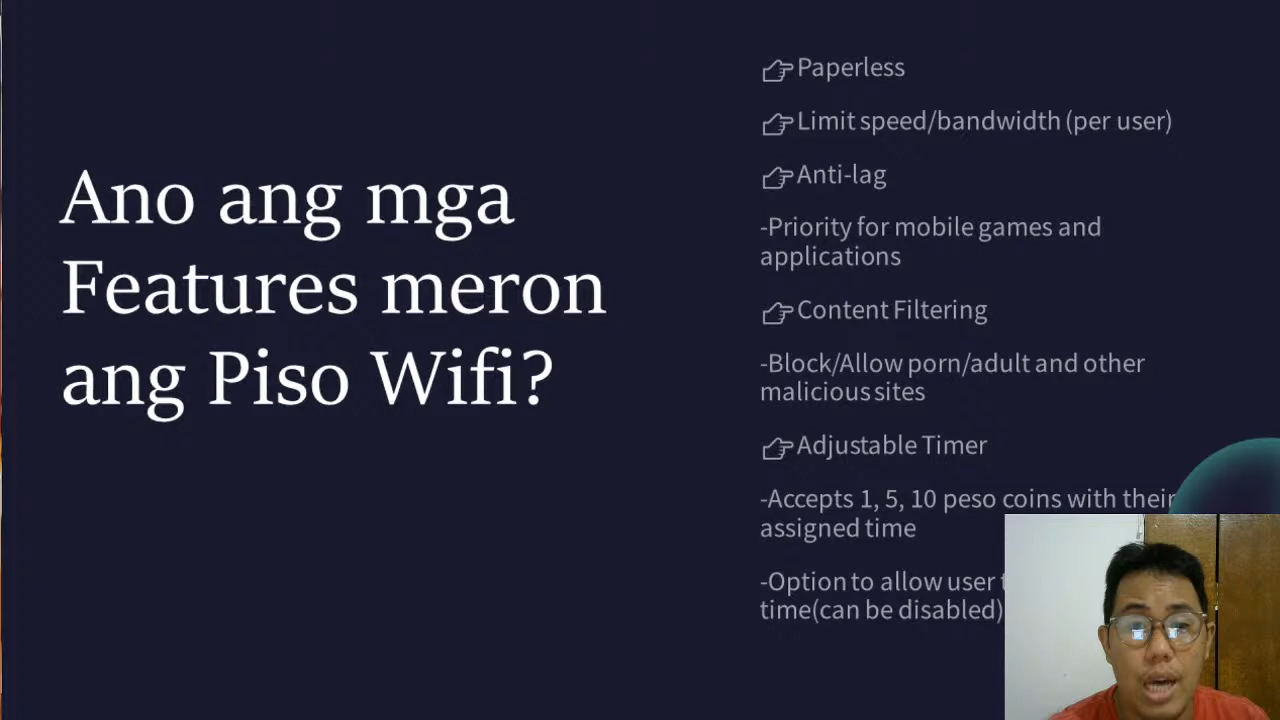 Ano ang mga
Features meron
ang Piso Wifi?
👉Paperless
👉Limit speed/bandwidth (per user)
👉Anti-lag
-Priority for mobile games and
applications
👉Content Filtering
-Block/Allow porn/adult and other
malicious sites
👉Adjustable Timer
-Accepts 1, 5, 10 peso coins with their
assigned time
-Option to allow user
time(can be disabled)